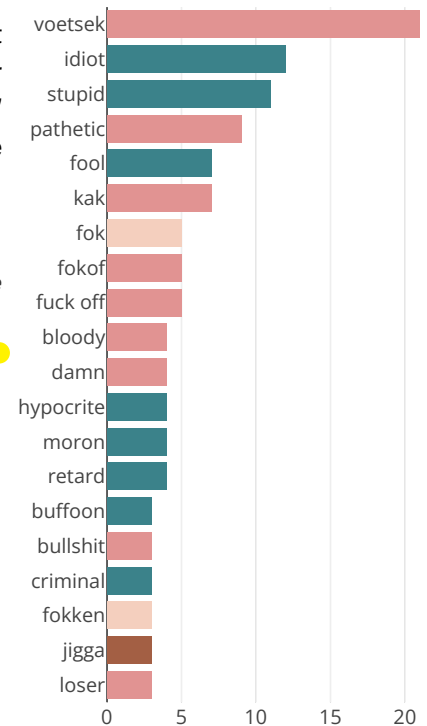 voetsek
idiot
stupid
pathetic
fool
kak
fok
fokof
fuck off
bloody
damn
hypocrite
moron
retard
buffoon
bullshit
criminal
fokken
jigga
loser
0 5 10 15 20